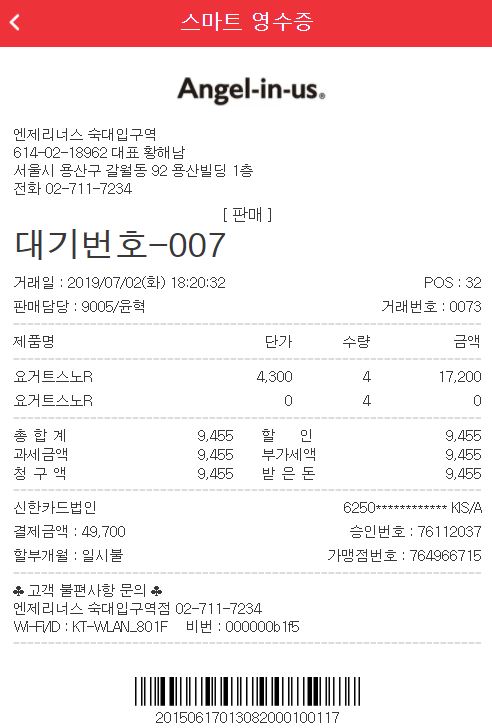 스마트 영수증
Angel-in-us®
엔제리너스 숙대입구역
614-02-18962 대표 황해남
서울시 용산구 갈월동 92 용산빌딩 1층
전화 02-711-7234
[ 판매 ]
대기번호-007
거래일 : 2019/07/02(화) 18:20:32 POS : 32
판매담당 : 9005/윤혁 거래번호 : 0073
제품명 단가 수량 금액
요거트스노R 4,300 4 17,200
요거트스노R 0 4 0
총 합 계 9,455 할 인 9,455
과세금액 9,455 부가세액 9,455
청 구 액 9,455 받 은 돈 9,455
신한카드법인 6250************ KIS/A
결제금액 : 49,700 승인번호 : 76112037
할부개월 : 일시불 가맹점번호 : 764966715
♣ 고객 불편사항 문의 ♣
엔제리너스 숙대입구역점 02-711-7234
Wi-Fi/ID : KT-WLAN_801F 비번 : 000000b1f5
20150617013082000100117